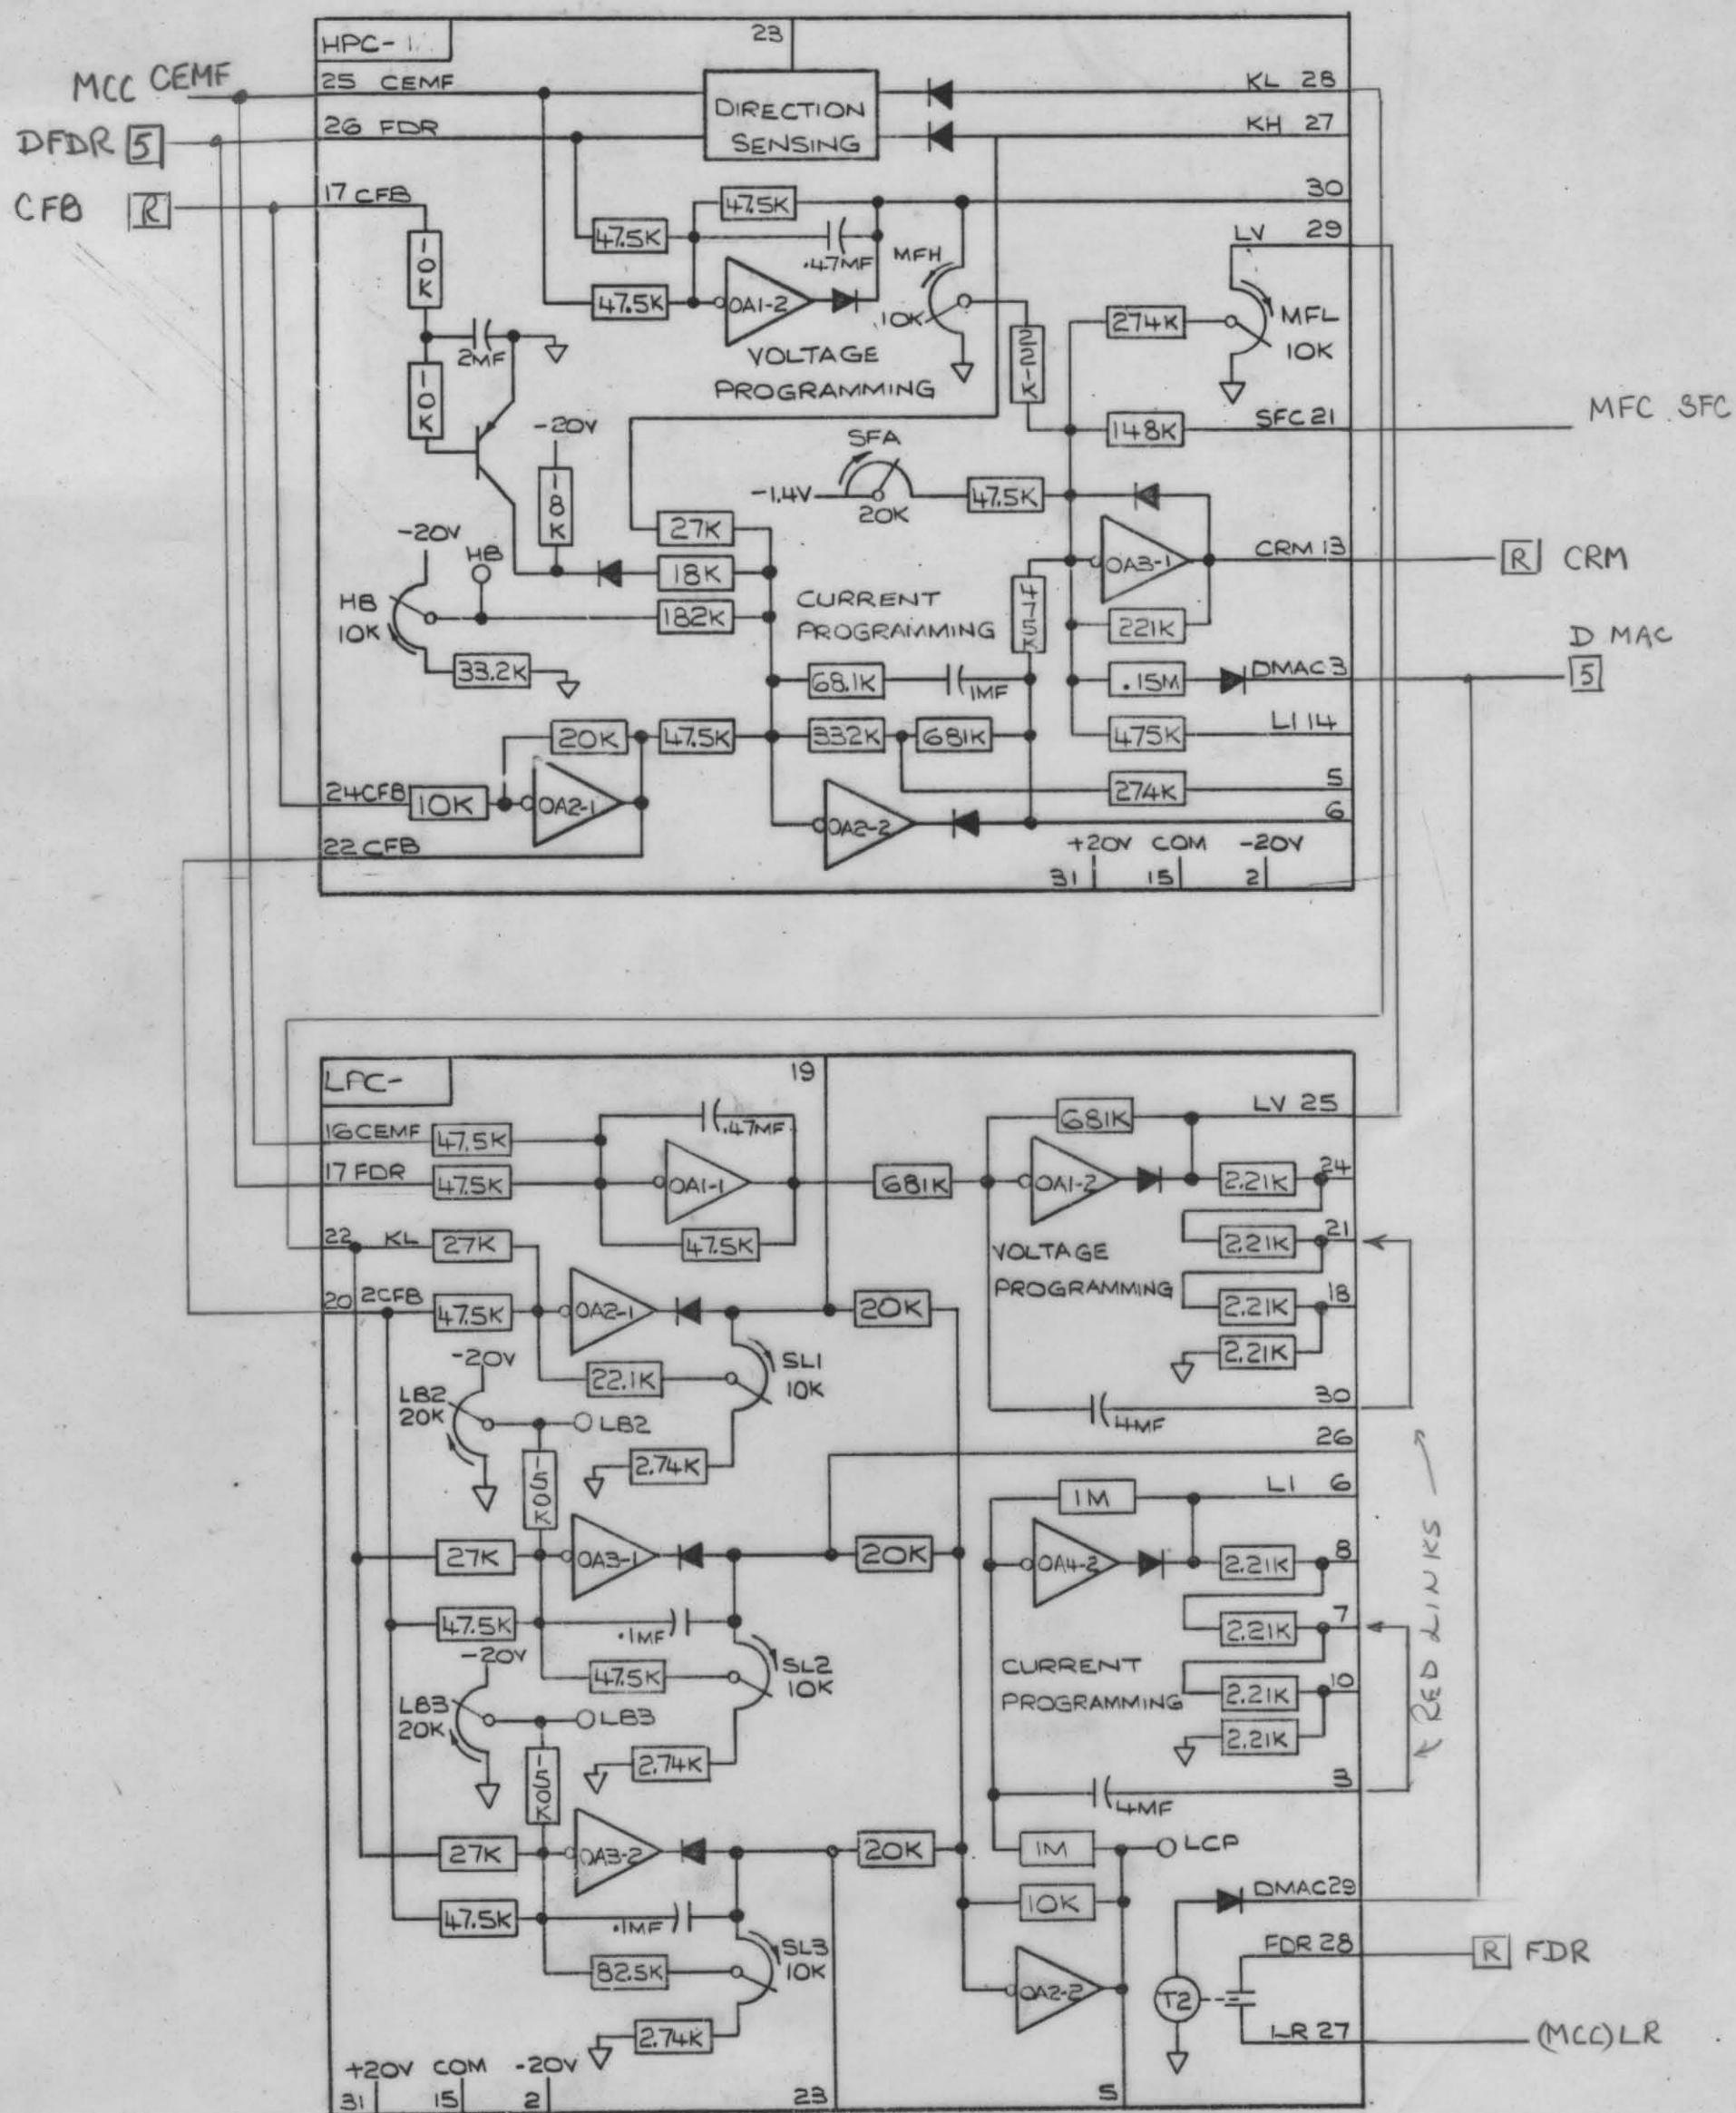 HPC-1
23
MCC CEMF
25 CEMF
DIRECTION
SENSING
KL 28
DFDR 5
26 FDR
KH 27
CFB R
17 CFB
47.5K
30
10K
47.5K
.47MF
MFH
LV 29
47.5K
OA1-2
10K
274K
MFL
10K
2MF
VOLTAGE
PROGRAMMING
221K
10K
-20V
SFA
148K
SFC 21
MFC SFC
18K
-1.4V
20K
47.5K
-20V
HB
27K
OA3-1
CRM 13
R CRM
18K
HB
10K
182K
CURRENT
PROGRAMMING
475K
221K
D MAC
5
33.2K
68.1K
1MF
.15M
DMAC 3
20K
47.5K
332K
681K
475K
LI 14
24 CFB
10K
OA2-1
OA2-2
274K
5
6
22 CFB
+20V COM -20V
31 15 2
LPC-
19
16 CEMF
47.5K
.47MF
681K
LV 25
17 FDR
47.5K
OA1-1
681K
OA1-2
2.21K
24
22 KL
27K
47.5K
VOLTAGE
PROGRAMMING
2.21K
21
20 2CFB
47.5K
OA2-1
20K
2.21K
18
-20V
22.1K
SL1
10K
2.21K
LB2
20K
LB2
4MF
30
150K
2.74K
26
1M
LI 6
27K
OA3-1
20K
OA4-2
2.21K
8
RED LINKS
47.5K
.1MF
2.21K
7
-20V
47.5K
SL2
10K
CURRENT
PROGRAMMING
2.21K
10
LB3
20K
LB3
2.21K
150K
2.74K
4MF
3
27K
OA3-2
20K
1M
LCP
47.5K
.1MF
10K
DMAC 29
82.5K
SL3
10K
OA2-2
T2
FDR 28
R FDR
2.74K
LR 27
(MCC) LR
+20V COM -20V
31 15 2
23
5